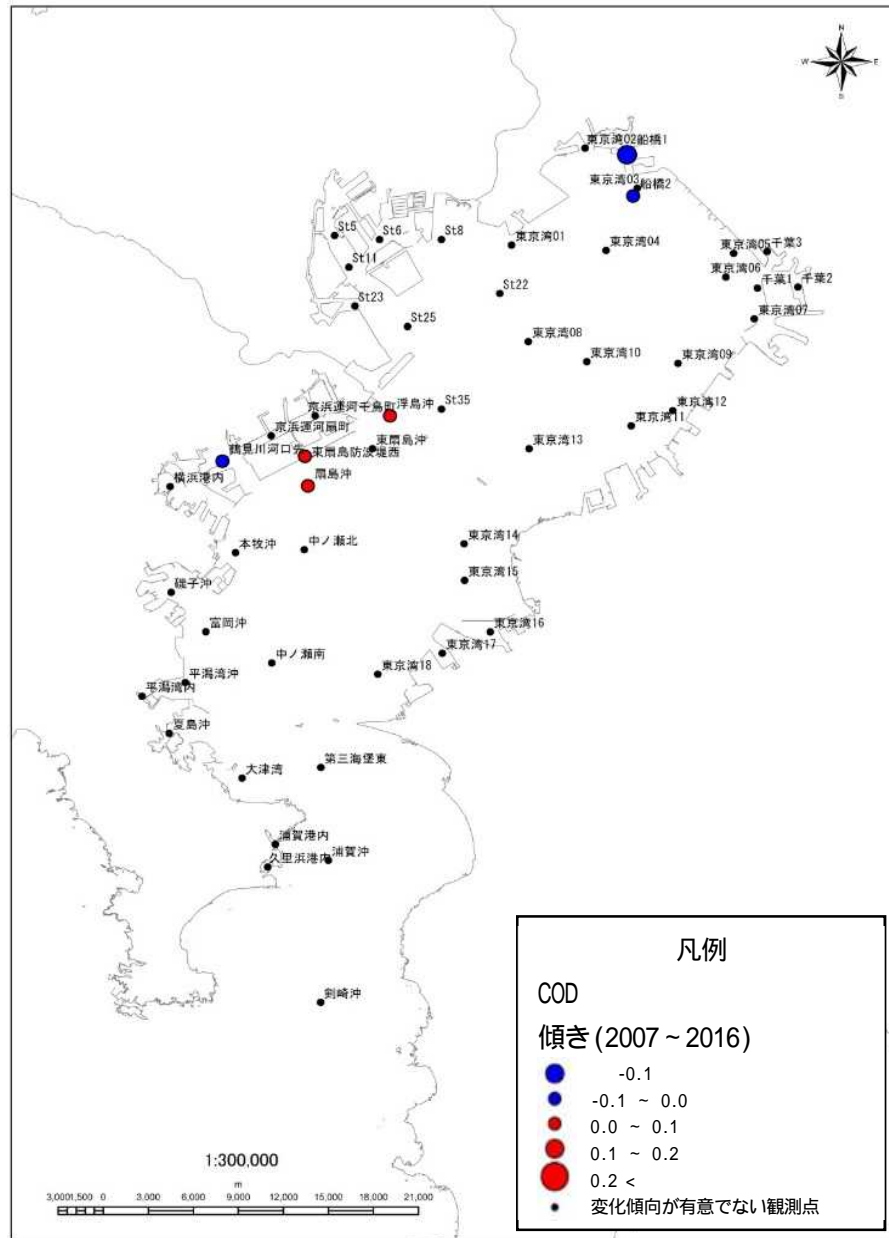 N
W
E
S
東京湾02
船橋1
東京湾03
船橋2
St5
St6
St8
東京湾01
東京湾04
東京湾05
千葉3
St11
東京湾06
千葉1
千葉2
St22
St23
東京湾07
St25
東京湾08
東京湾10
東京湾09
京浜運河千鳥町
浮島沖
St35
東京湾12
京浜運河扇町
東京湾11
鶴見川河口先
東扇島防波堤西
東扇島沖
東京湾13
横浜港内
扇島沖
本牧沖
中ノ瀬北
東京湾14
東京湾15
磯子沖
富岡沖
東京湾16
中ノ瀬南
東京湾17
平潟湾沖
東京湾18
平潟湾内
夏島沖
大津湾
第三海堡東
浦賀港内
久里浜港内
浦賀沖
剣崎沖
凡例
COD
傾き(2007 ~ 2016)
-0.1
-0.1 ~ 0.0
0.0 ~ 0.1
0.1 ~ 0.2
0.2 <
変化傾向が有意でない観測点
1:300,000
m
3,000 1,500 0 3,000 6,000 9,000 12,000 15,000 18,000 21,000